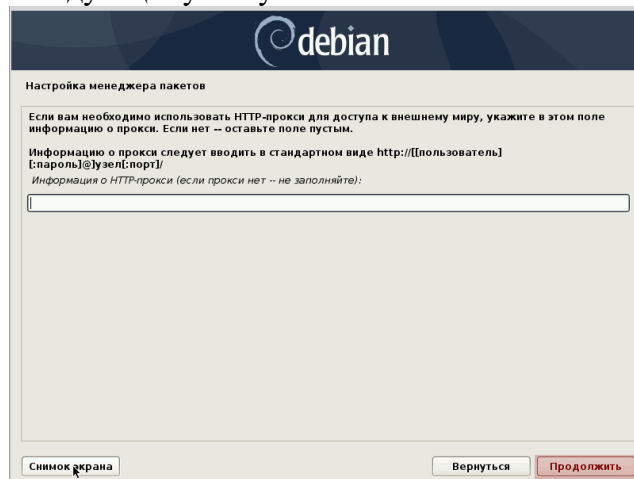 debian
Настройка менеджера пакетов
Если вам необходимо использовать HTTP-прокси для доступа к внешнему миру, укажите в этом поле
информацию о прокси. Если нет -- оставьте поле пустым.
Информацию о прокси следует вводить в стандартном виде http://[[пользователь]
[:пароль]@]узел[:порт]/
Информация о HTTP-прокси (если прокси нет -- не заполняйте):
Снимок экрана
Вернуться
Продолжить